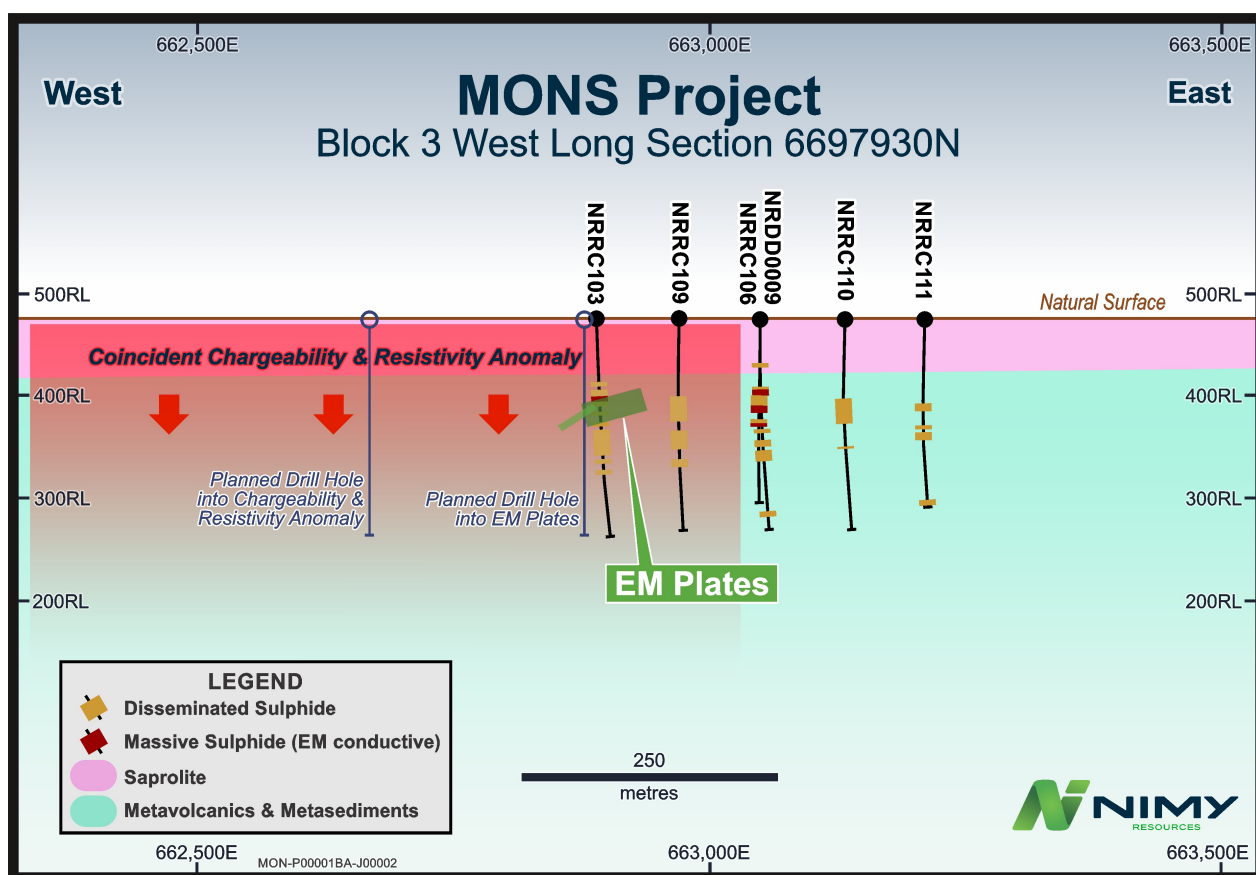 662,500E
663,000E
663,500E
West
MONS Project
East
Block 3 West Long Section 6697930N
NRRC103
NRRC109
NRRC106
NRDD0009
NRRC110
NRRC111
500RL
Natural Surface
500RL
Coincident Chargeability & Resistivity Anomaly
400RL
400RL
Planned Drill Hole
into Chargeability &
Resistivity Anomaly
Planned Drill Hole
into EM Plates
300RL
300RL
EM Plates
200RL
200RL
LEGEND
Disseminated Sulphide
Massive Sulphide (EM conductive)
Saprolite
Metavolcanics & Metasediments
250
metres
NIMY
RESOURCES
662,500E
MON-P00001BA-J00002
663,000E
663,500E